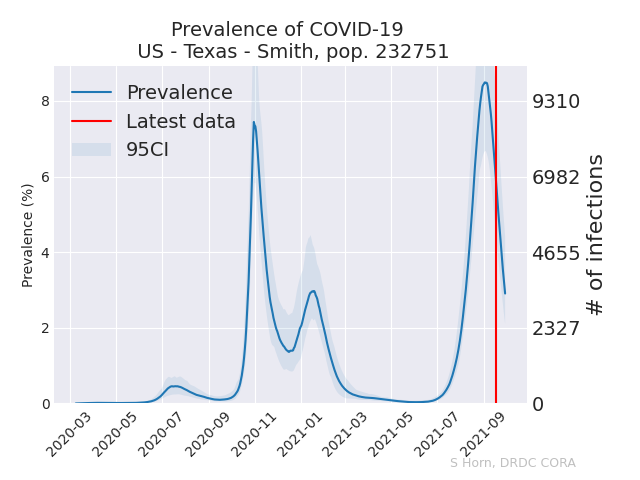 Prevalence of COVID-19
US - Texas - Smith, pop. 232751
Prevalence
Latest data
95CI
Prevalence (%)
8
6
4
2
0
9310
6982
4655
2327
0
# of infections
2020-03
2020-05
2020-07
2020-09
2020-11
2021-01
2021-03
2021-05
2021-07
2021-09
S Horn, DRDC CORA